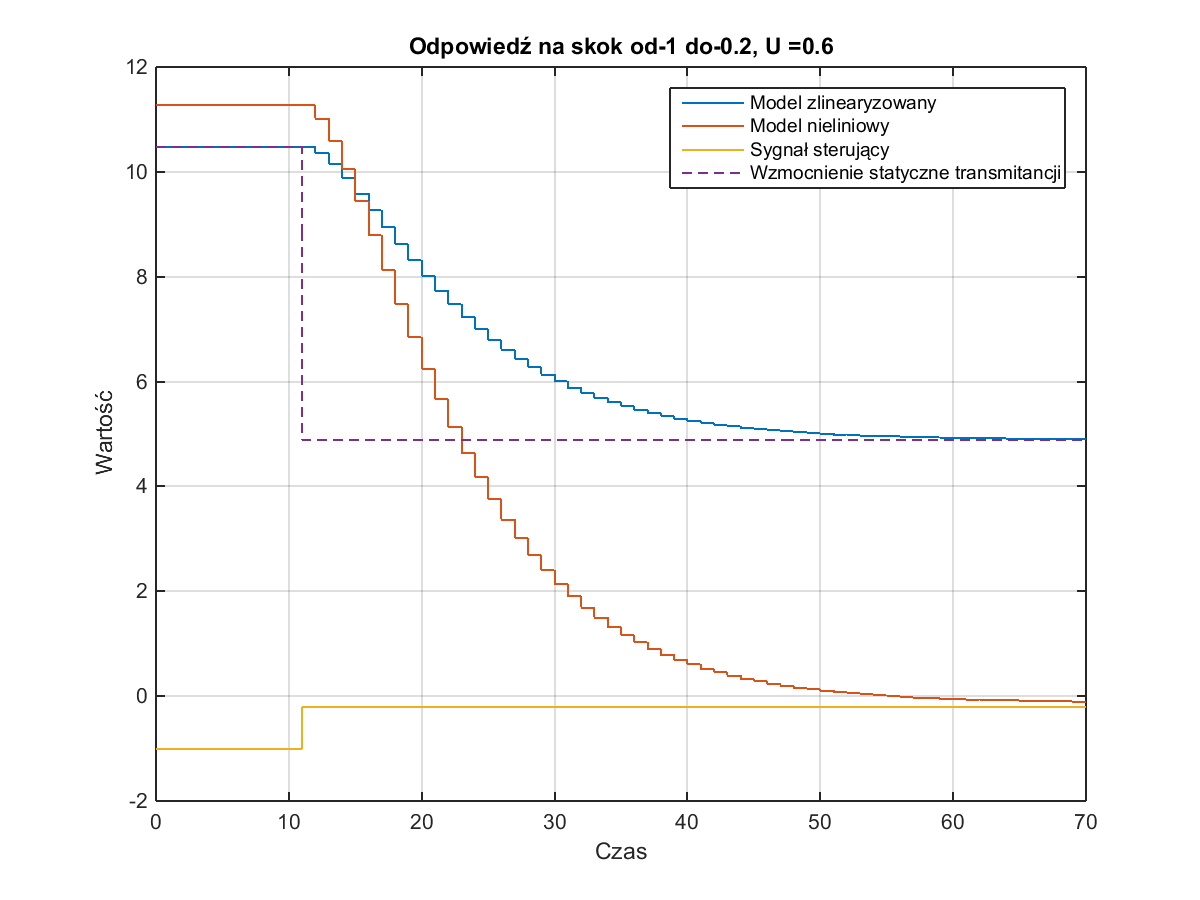 Odpowiedź na skok od-1 do-0.2, U =0.6
Model zlinearyzowany
Model nieliniowy
Sygnał sterujący
Wzmocnienie statyczne transmitancji
12
10
8
6
4
2
0
-2
Wartość
0 10 20 30 40 50 60 70
Czas